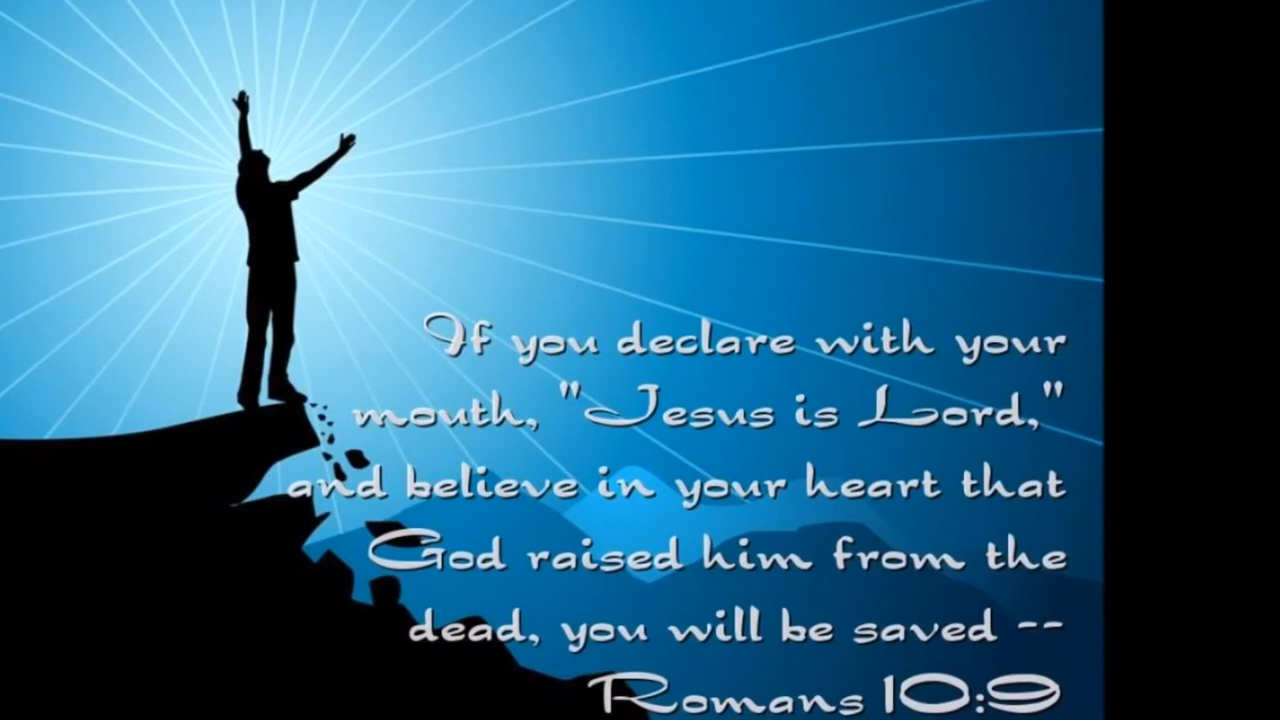 If you declare with your
mouth, "Jesus is Lord,"
and believe in your heart that
God raised him from the
dead, you will be saved --
Romans 10:9